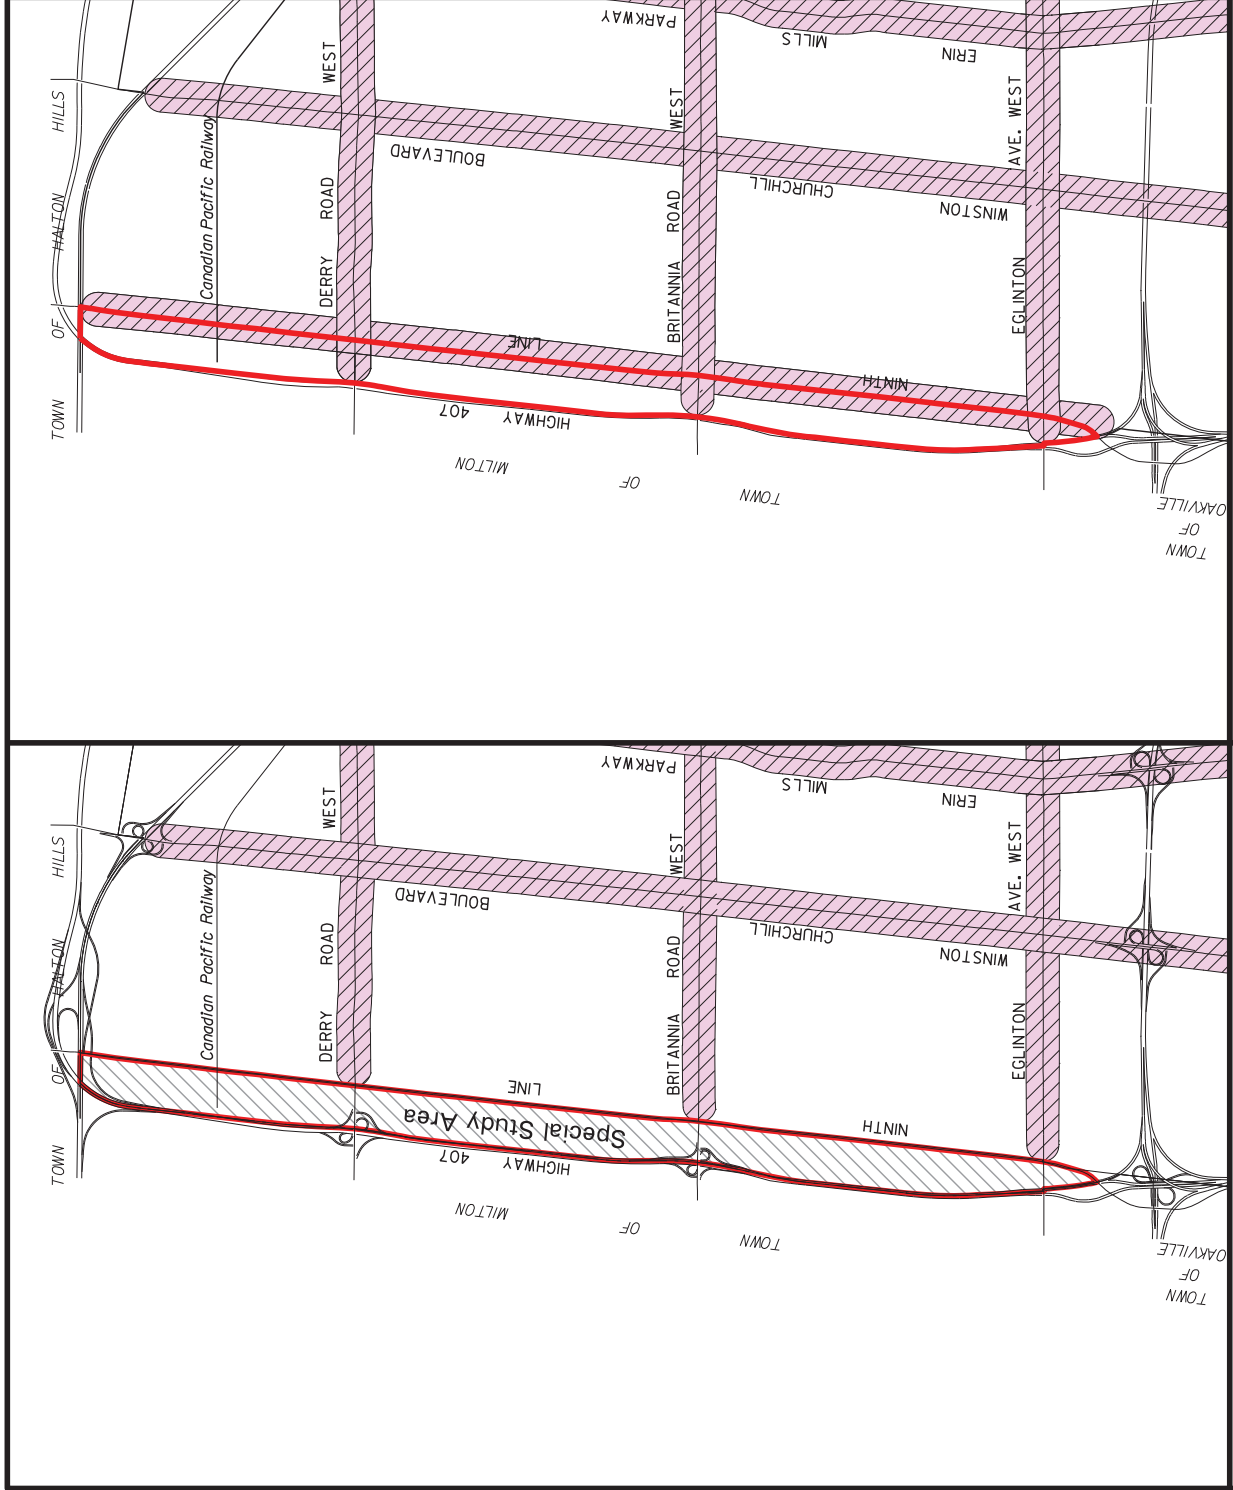 PARKWAY
MILLS
ERIN
WEST
WEST
AVE. WEST
HILLS
BOULEVARD
CHURCHILL
WINSTON
Canadian Pacific Railway
ROAD
ROAD
HALTON
DERRY
BRITANNIA
EGLINTON
OF
LINE
NINTH
TOWN
407
HIGHWAY
MILTON
OF
TOWN
OAKVILLE
OF
TOWN
PARKWAY
MILLS
ERIN
WEST
WEST
AVE. WEST
HILLS
BOULEVARD
CHURCHILL
WINSTON
Canadian Pacific Railway
ROAD
ROAD
HALTON
DERRY
BRITANNIA
EGLINTON
OF
LINE
NINTH
Special Study Area
TOWN
407
HIGHWAY
MILTON
OF
TOWN
OAKVILLE
OF
TOWN